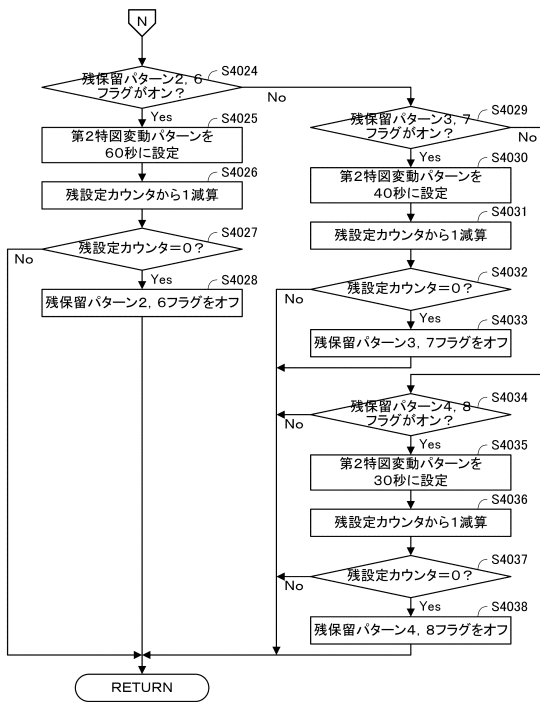 N
S4024
残保留パターン2, 6
フラグがオン？
No
Yes
S4025
第2特図変動パターンを
60秒に設定
S4026
残設定カウンタから1減算
S4027
残設定カウンタ＝0？
No
Yes
S4028
残保留パターン2, 6フラグをオフ
S4029
残保留パターン3, 7
フラグがオン？
No
Yes
S4030
第2特図変動パターンを
40秒に設定
S4031
残設定カウンタから1減算
S4032
残設定カウンタ＝0？
No
Yes
S4033
残保留パターン3, 7フラグをオフ
S4034
残保留パターン4, 8
フラグがオン？
No
Yes
S4035
第2特図変動パターンを
30秒に設定
S4036
残設定カウンタから1減算
S4037
残設定カウンタ＝0？
No
Yes
S4038
残保留パターン4, 8フラグをオフ
RETURN